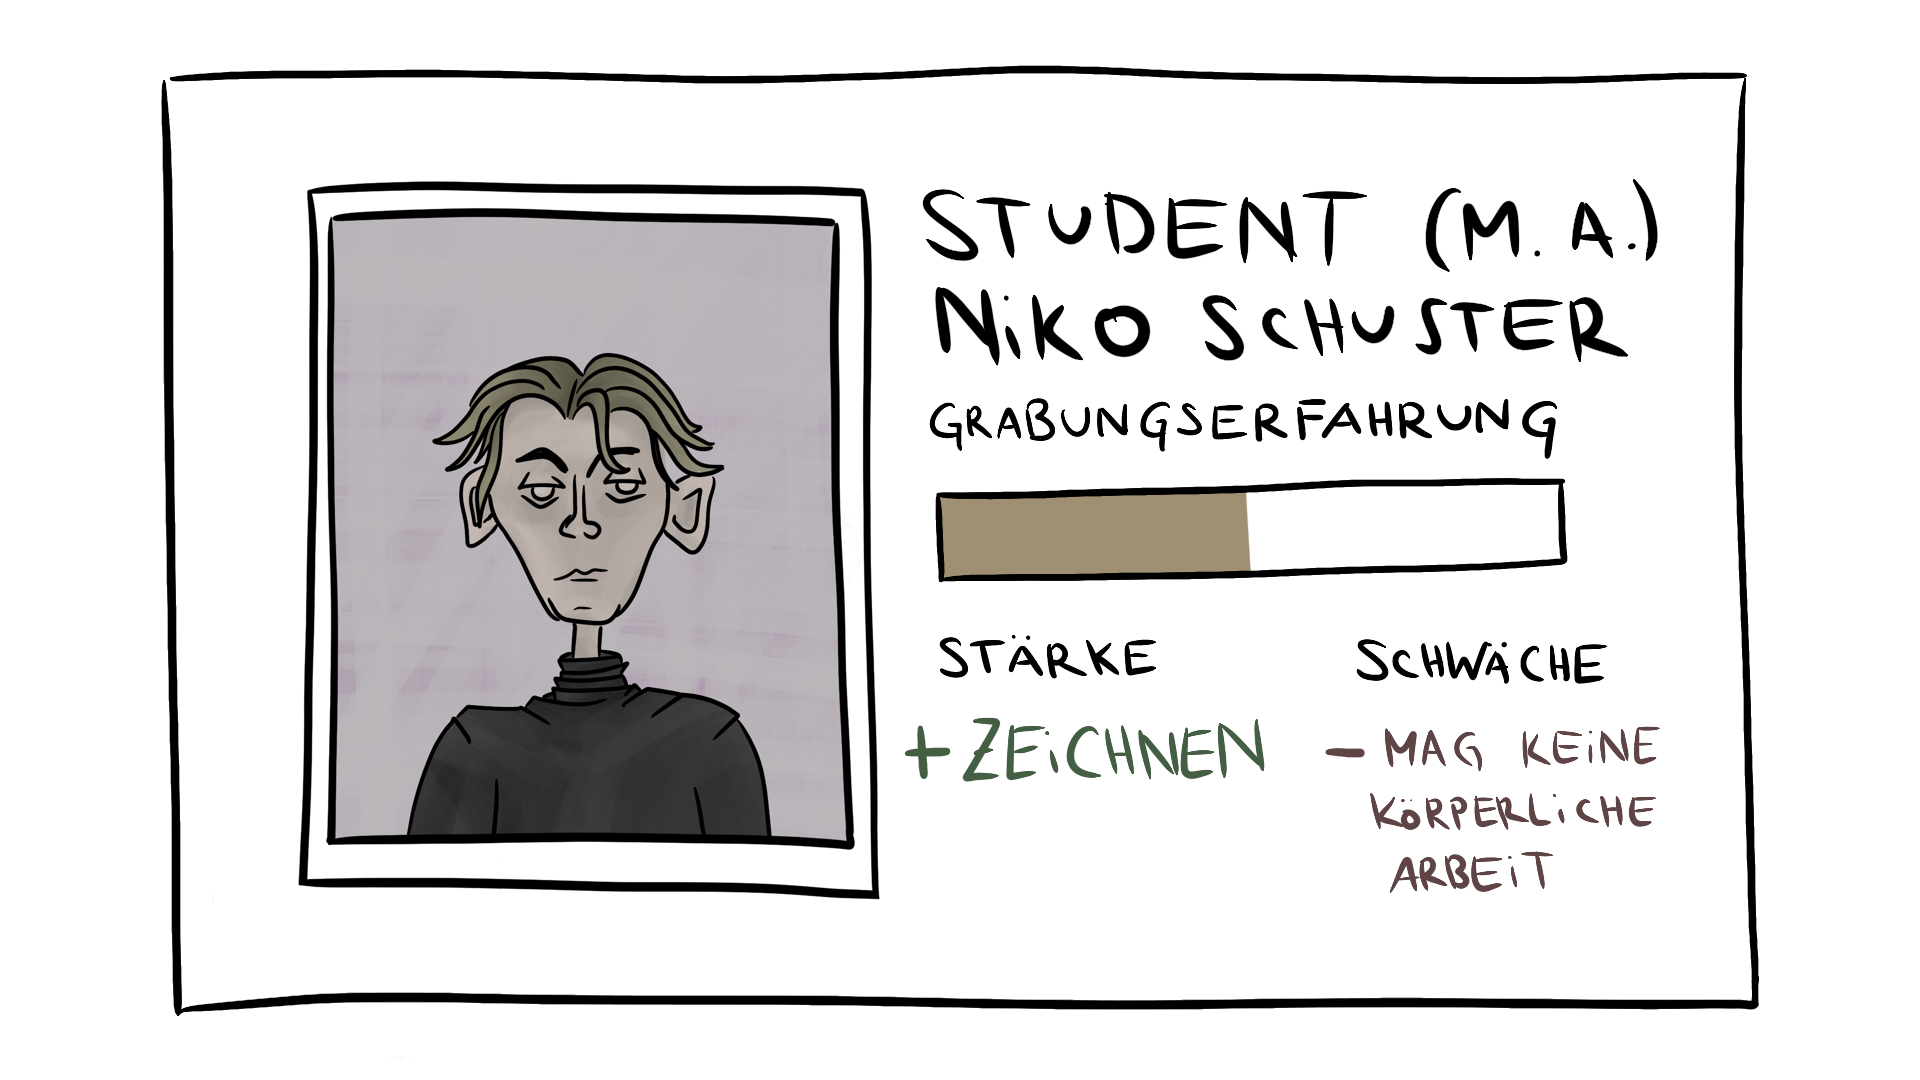 STUDENT (M. A.)
NiKO SCHUSTER
GRABUNGSERFAHRUNG
STÄRKE
+ ZEiCHNEN
SCHWÄCHE
– MAG KEiNE
KÖRPERLiCHE
ARBEiT